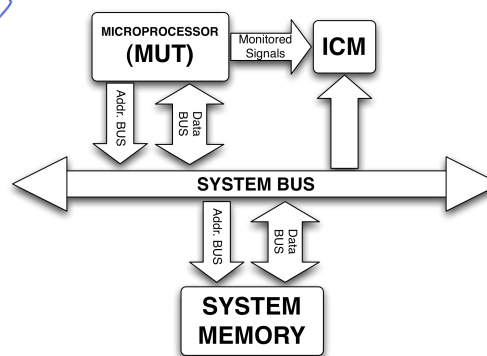 MICROPROCESSOR
(MUT)
Monitored
Signals
ICM
Addr. BUS
Data
BUS
SYSTEM BUS
Addr. BUS
Data
BUS
SYSTEM
MEMORY